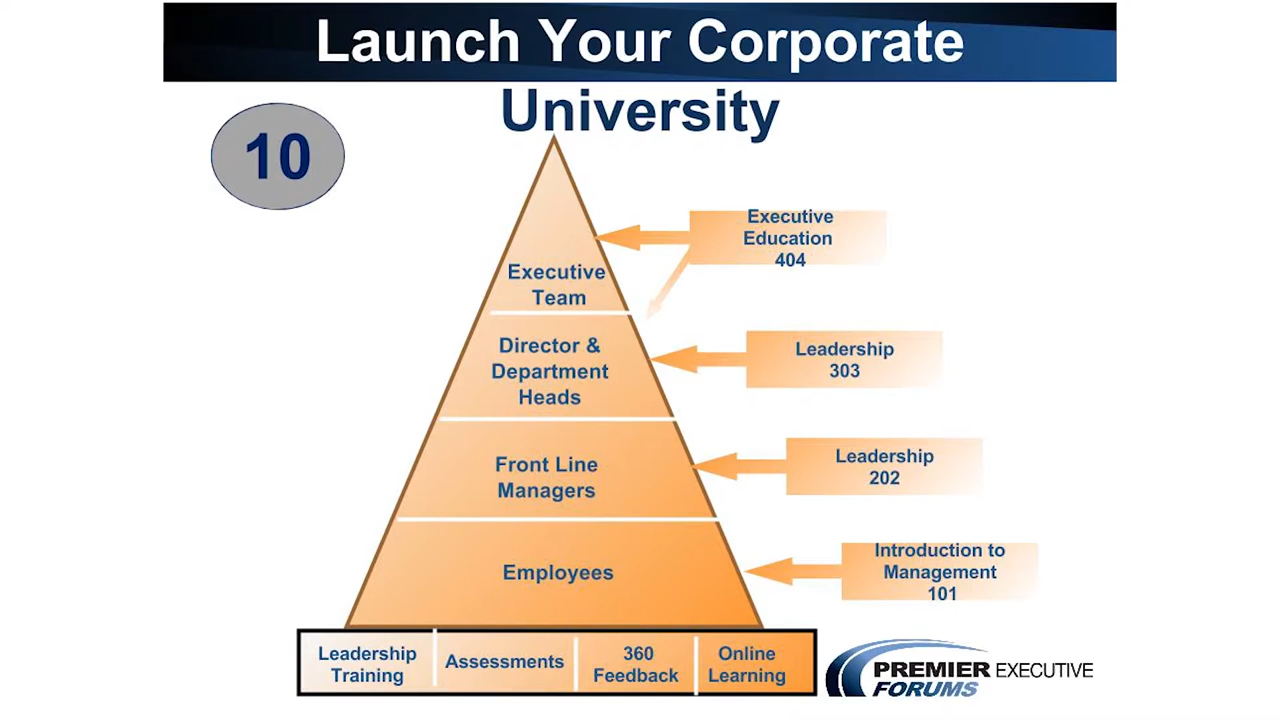 Launch Your Corporate
University
10
Executive
Education
404
Executive
Team
Director &
Department
Heads
Leadership
303
Front Line
Managers
Leadership
202
Employees
Introduction to
Management
101
Leadership
Training
Assessments
360
Feedback
Online
Learning
PREMIER EXECUTIVE
FORUMS